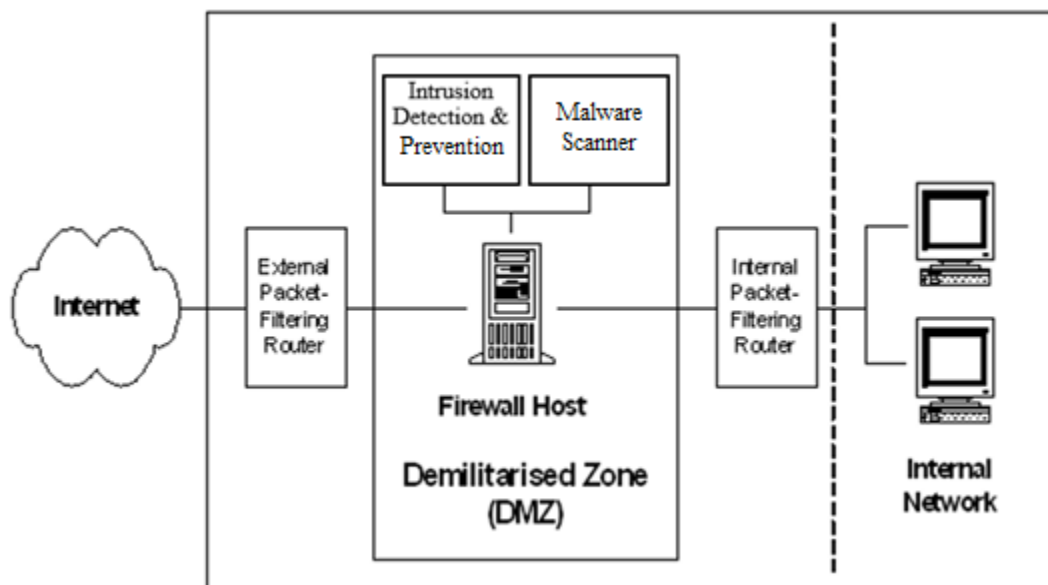 Intrusion
Detection &
Prevention
Malware
Scanner
Internet
External
Packet-
Filtering
Router
Firewall Host
Demilitarised Zone
(DMZ)
Internal
Packet-
Filtering
Router
Internal
Network